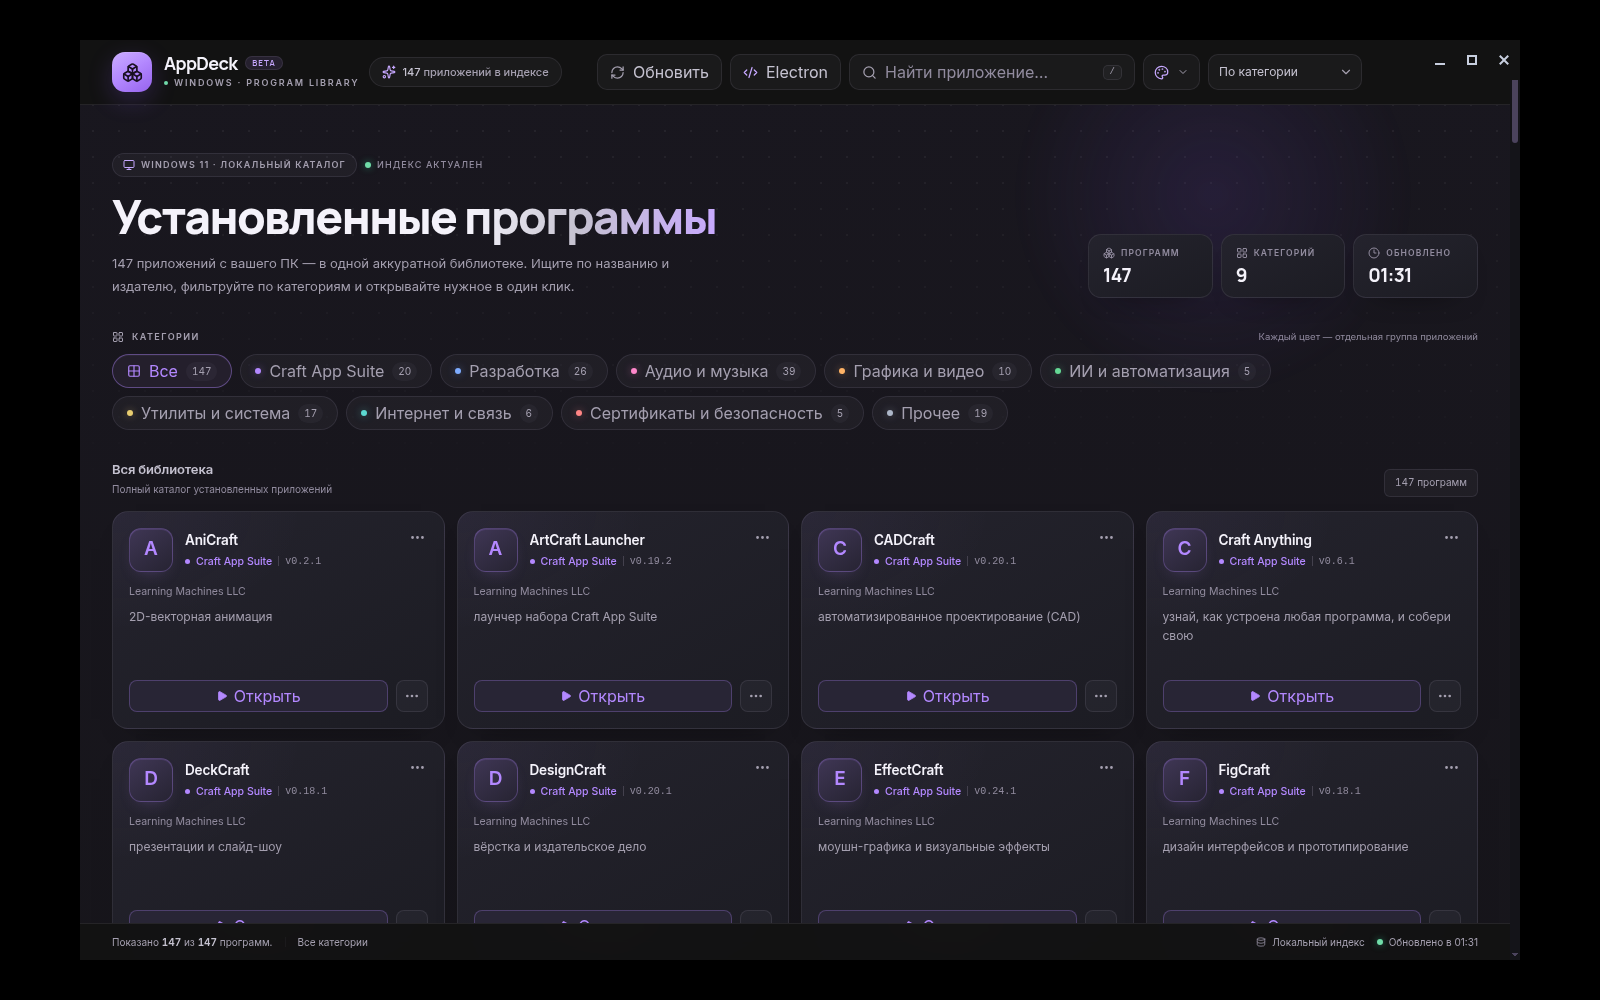 AppDeck BETA
WINDOWS · PROGRAM LIBRARY
147 приложений в индексе
Обновить
Electron
Найти приложение... /
По категории
WINDOWS 11 · ЛОКАЛЬНЫЙ КАТАЛОГ
ИНДЕКС АКТУАЛЕН
Установленные программы
147 приложений с вашего ПК — в одной аккуратной библиотеке. Ищите по названию и
издателю, фильтруйте по категориям и открывайте нужное в один клик.
ПРОГРАММ
147
КАТЕГОРИЙ
9
ОБНОВЛЕНО
01:31
КАТЕГОРИИ
Каждый цвет — отдельная группа приложений
Все 147
Craft App Suite 20
Разработка 26
Аудио и музыка 39
Графика и видео 10
ИИ и автоматизация 5
Утилиты и система 17
Интернет и связь 6
Сертификаты и безопасность 5
Прочее 19
Вся библиотека
Полный каталог установленных приложений
147 программ
A
AniCraft
Craft App Suite | v0.2.1
Learning Machines LLC
2D-векторная анимация
Открыть
A
ArtCraft Launcher
Craft App Suite | v0.19.2
Learning Machines LLC
лаунчер набора Craft App Suite
Открыть
C
CADCraft
Craft App Suite | v0.20.1
Learning Machines LLC
автоматизированное проектирование (CAD)
Открыть
C
Craft Anything
Craft App Suite | v0.6.1
Learning Machines LLC
узнай, как устроена любая программа, и собери
свою
Открыть
D
DeckCraft
Craft App Suite | v0.18.1
Learning Machines LLC
презентации и слайд-шоу
D
DesignCraft
Craft App Suite | v0.20.1
Learning Machines LLC
вёрстка и издательское дело
E
EffectCraft
Craft App Suite | v0.24.1
Learning Machines LLC
моушн-графика и визуальные эффекты
F
FigCraft
Craft App Suite | v0.18.1
Learning Machines LLC
дизайн интерфейсов и прототипирование
Показано 147 из 147 программ.
Все категории
Локальный индекс
Обновлено в 01:31